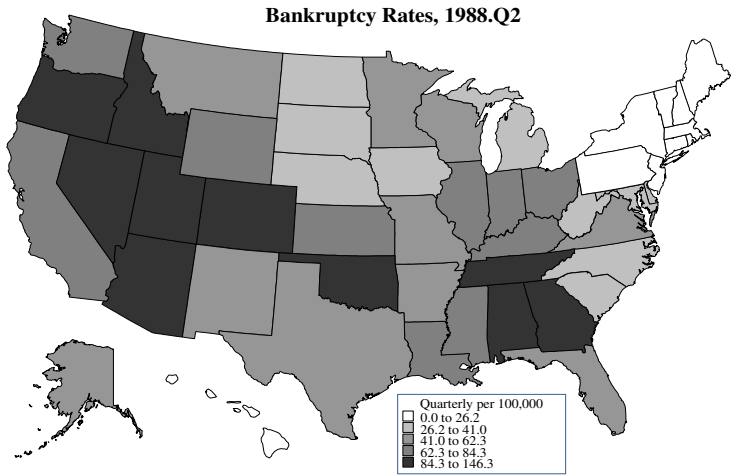 Bankruptcy Rates, 1988.Q2
Quarterly per 100,000
0.0 to 26.2
26.2 to 41.0
41.0 to 62.3
62.3 to 84.3
84.3 to 146.3